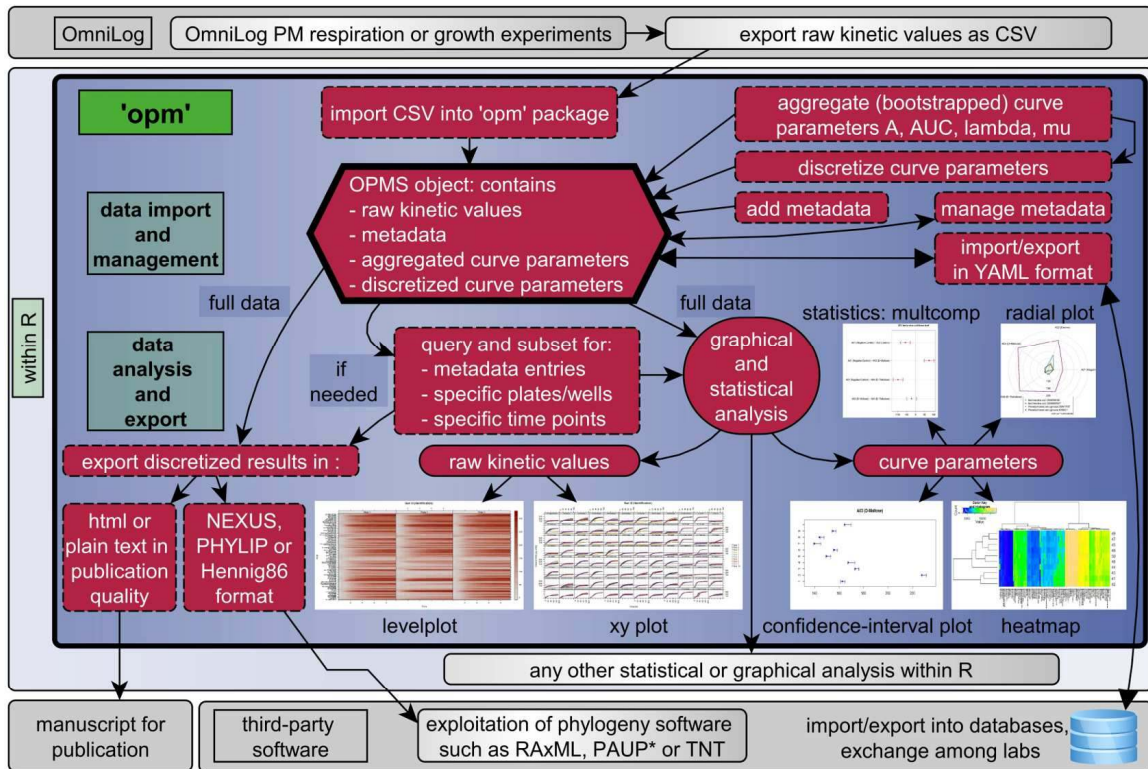 OmniLog
OmniLog PM respiration or growth experiments
export raw kinetic values as CSV
'opm'
import CSV into 'opm' package
aggregate (bootstrapped) curve
parameters A, AUC, lambda, mu
discretize curve parameters
OPMS object: contains
- raw kinetic values
- metadata
- aggregated curve parameters
- discretized curve parameters
add metadata
manage metadata
import/export
in YAML format
data import
and
management
within R
full data
full data
statistics: multcomp
radial plot
data
analysis
and
export
if
needed
query and subset for:
- metadata entries
- specific plates/wells
- specific time points
graphical
and
statistical
analysis
export discretized results in :
raw kinetic values
curve parameters
html or
plain text in
publication
quality
NEXUS,
PHYLIP or
Hennig86
format
levelplot
xy plot
confidence-interval plot
heatmap
any other statistical or graphical analysis within R
manuscript for
publication
third-party
software
exploitation of phylogeny software
such as RAxML, PAUP* or TNT
import/export into databases,
exchange among labs